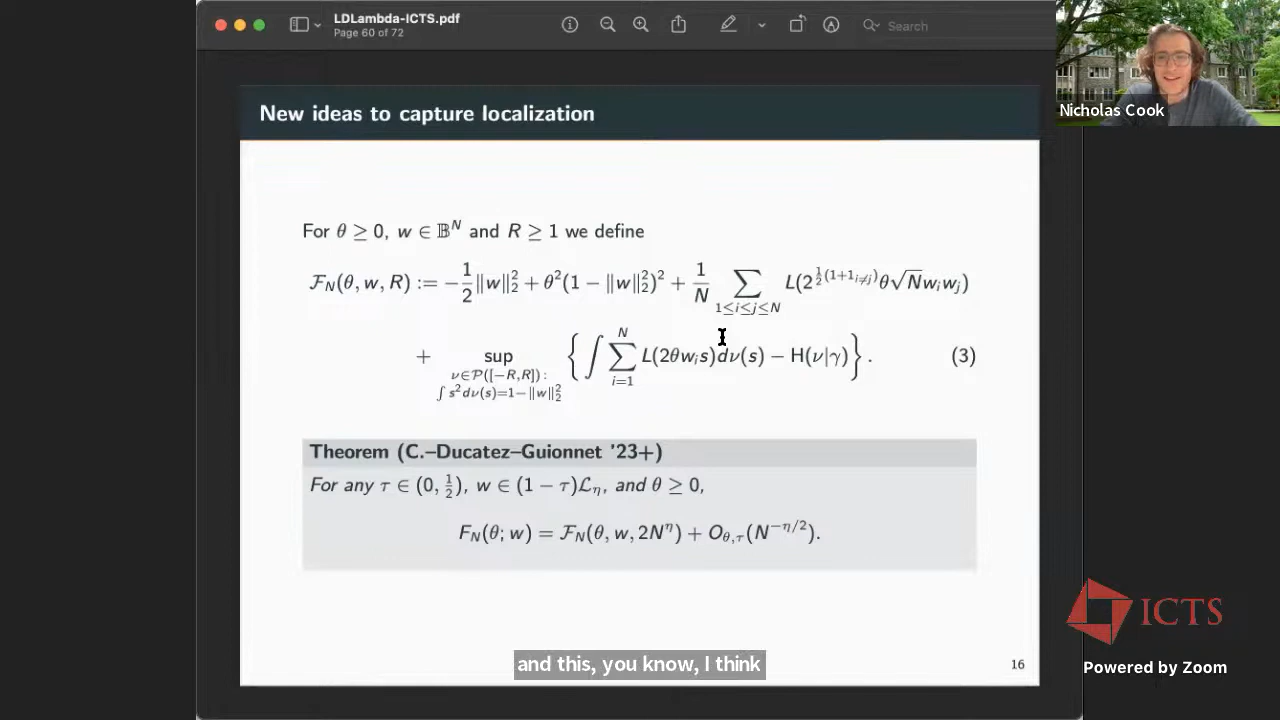 LDLambda-ICTS.pdf
Page 60 of 72
Search
Nicholas Cook
New ideas to capture localization
For θ ≥ 0, w ∈ 𝔹^N and R ≥ 1 we define
ℱ_N(θ, w, R) := −1/2‖w‖₂² + θ²(1 − ‖w‖₂²)² + 1/N ∑_{1≤i≤j≤N} L(2^{½(1+1_{i≠j})}θ√N w_i w_j)
+ sup_{ν∈𝒫([−R,R]): ∫s²dν(s)=1−‖w‖₂²} { ∫ ∑_{i=1}^{N} L(2θw_i s)dν(s) − H(ν|γ) } . (3)
Theorem (C.–Ducatez–Guionnet '23+)
For any τ ∈ (0, ½), w ∈ (1 − τ)ℒ_η, and θ ≥ 0,
F_N(θ; w) = ℱ_N(θ, w, 2N^η) + O_{θ,τ}(N^{−η/2}).
and this, you know, I think
16
ICTS
Powered by Zoom